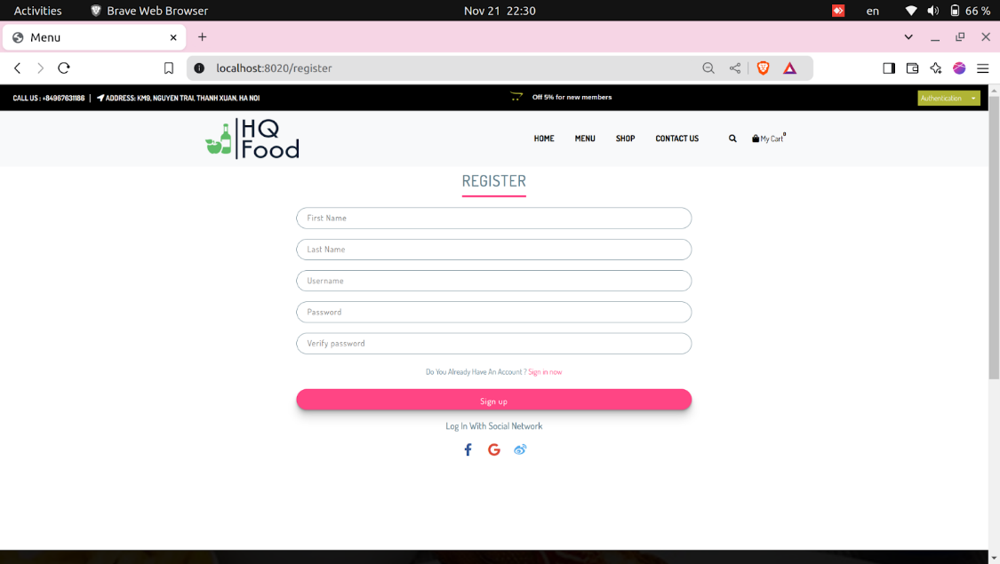 Activities Brave Web Browser Nov 21 22:30 en 66 %
Menu
localhost:8020/register
CALL US : +84967631186 | ADDRESS: KM9, NGUYEN TRAI, THANH XUAN, HA NOI Off 5% for new members Authentication
HQ
Food
HOME MENU SHOP CONTACT US My Cart 0
REGISTER
First Name
Last Name
Username
Password
Verify password
Do You Already Have An Account ? Sign in now
Sign up
Log In With Social Network